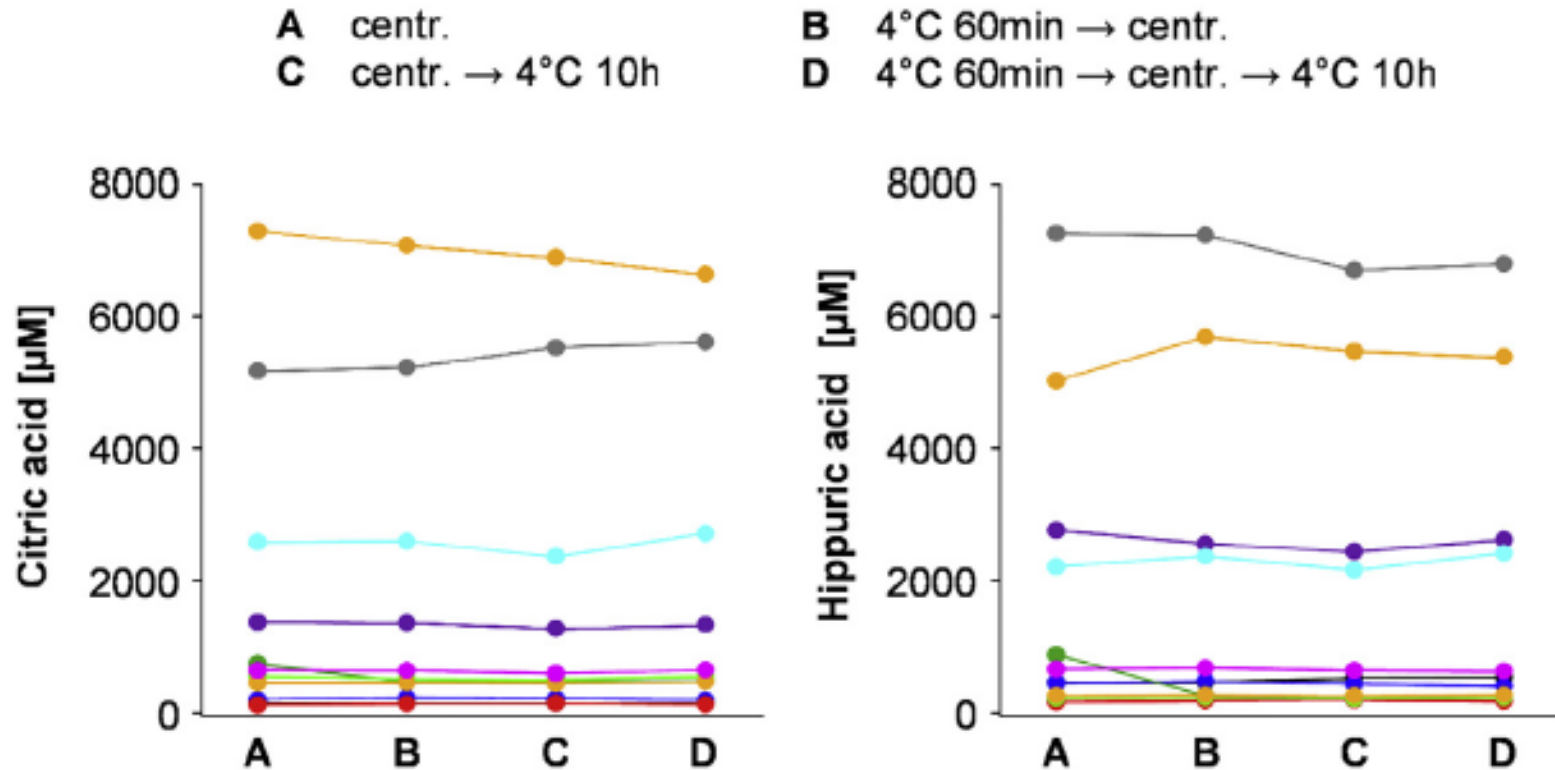 A centr. B 4°C 60min → centr.
C centr. → 4°C 10h D 4°C 60min → centr. → 4°C 10h
Citric acid [µM]
8000
6000
4000
2000
0
A B C D
Hippuric acid [µM]
8000
6000
4000
2000
0
A B C D